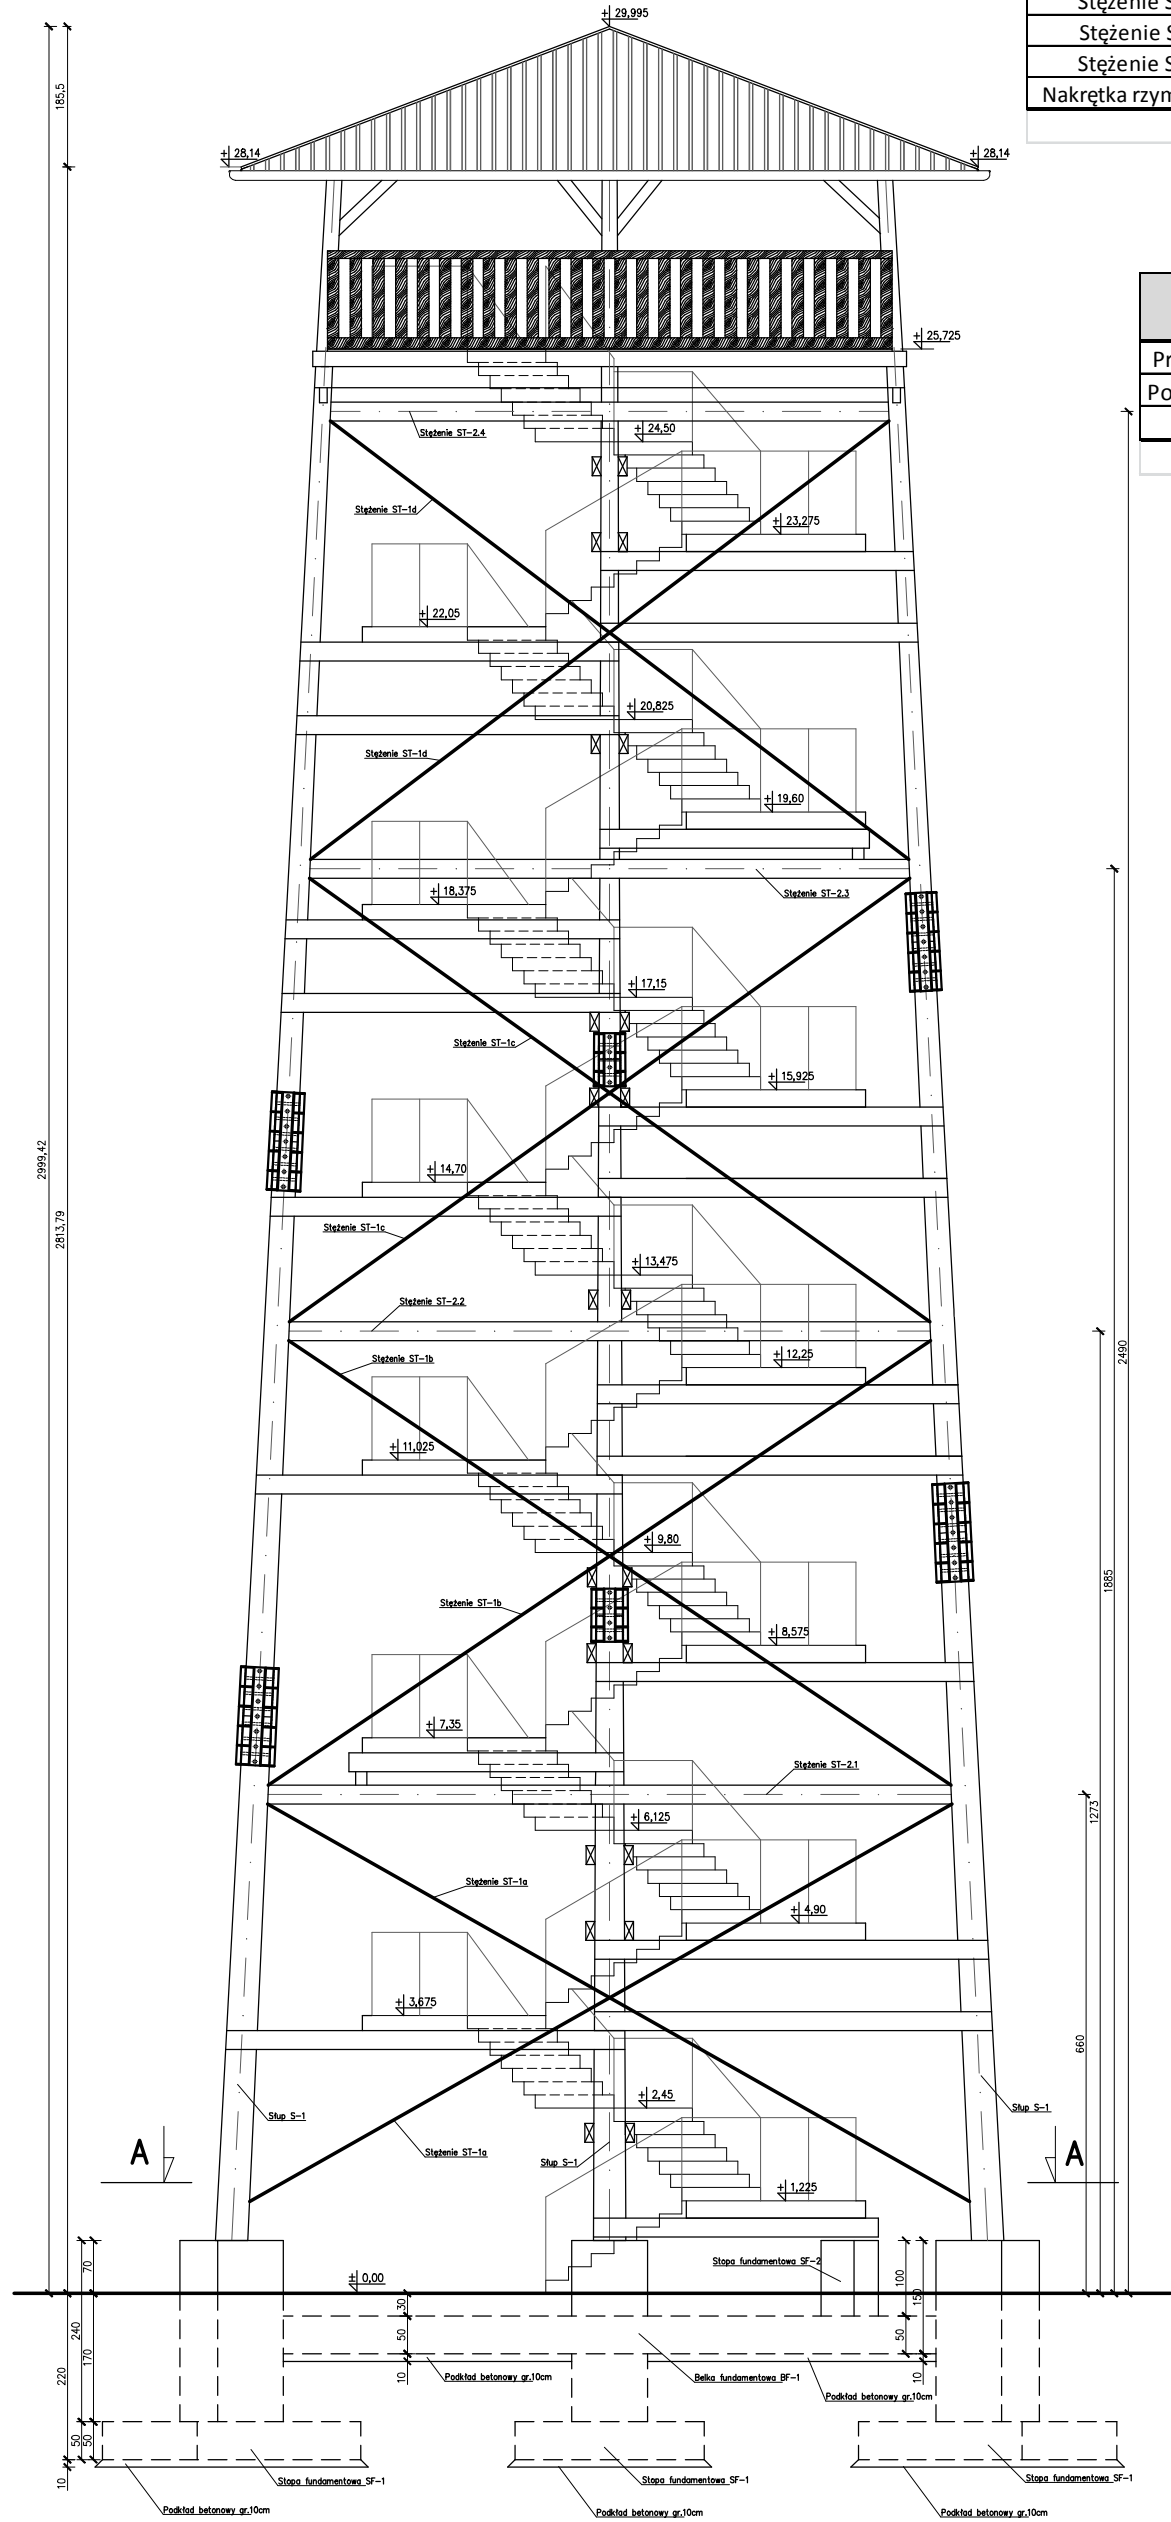 + 29,995
Stężenie S
Stężenie S
Stężenie S
Nakrętka rzym
185,5
+ 28,14
+ 28,14
+ 25,725
Pr
Po
Stężenie ST-2.4
+ 24,50
Stężenie ST-1d
+ 23,275
+ 22,05
+ 20,825
Stężenie ST-1d
+ 19,60
+ 18,375
Stężenie ST-2.3
+ 17,15
Stężenie ST-1c
+ 15,925
2999,42
2813,79
+ 14,70
Stężenie ST-1c
+ 13,475
Stężenie ST-2.2
Stężenie ST-1b
+ 12,25
2490
+ 11,025
+ 9,80
1885
Stężenie ST-1b
+ 8,575
+ 7,35
Stężenie ST-2.1
1273
+ 6,125
Stężenie ST-1a
+ 4,90
+ 3,675
660
+ 2,45
Słup S-1
Słup S-1
A
Stężenie ST-1a
Słup S-1
A
+ 1,225
70
Stopa fundamentowa SF-2
100
150
± 0,00
30
240
50
50
170
220
10
Podkład betonowy gr.10cm
Belka fundamentowa BF-1
10
Podkład betonowy gr.10cm
50
50
10
Stopa fundamentowa SF-1
Stopa fundamentowa SF-1
Stopa fundamentowa SF-1
Podkład betonowy gr.10cm
Podkład betonowy gr.10cm
Podkład betonowy gr.10cm